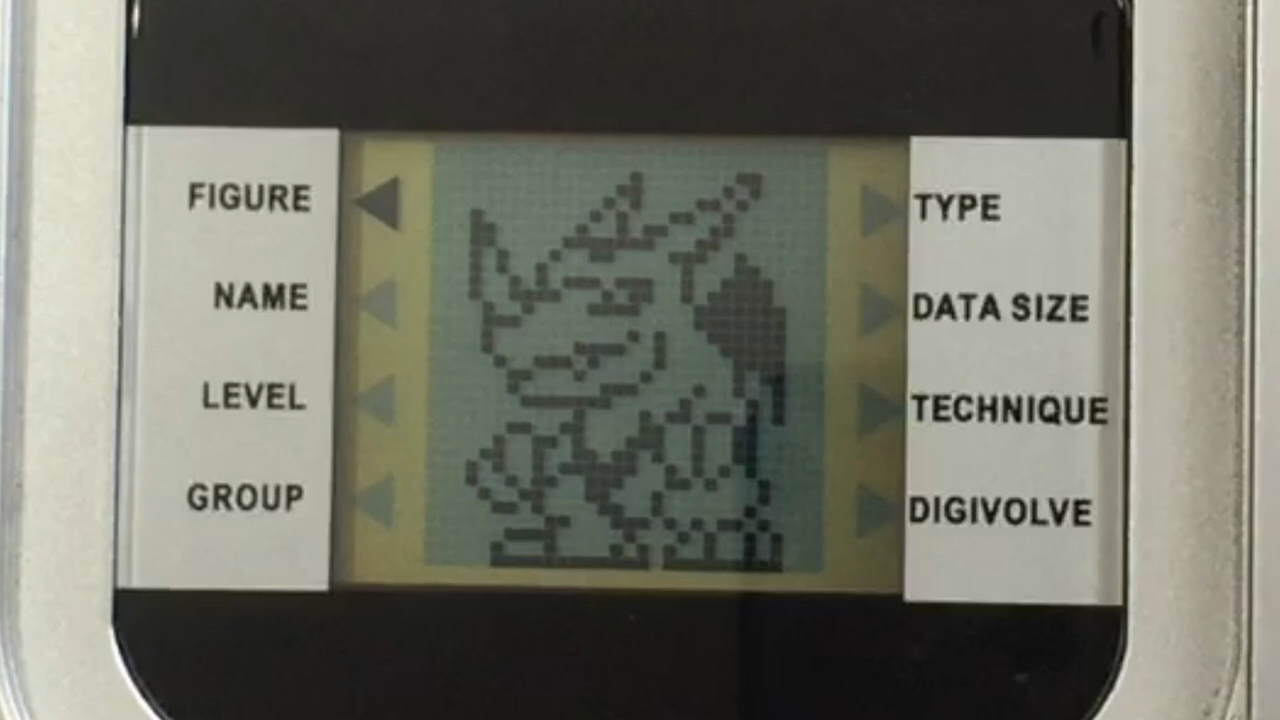 FIGURE
NAME
LEVEL
GROUP
TYPE
DATA SIZE
TECHNIQUE
DIGIVOLVE